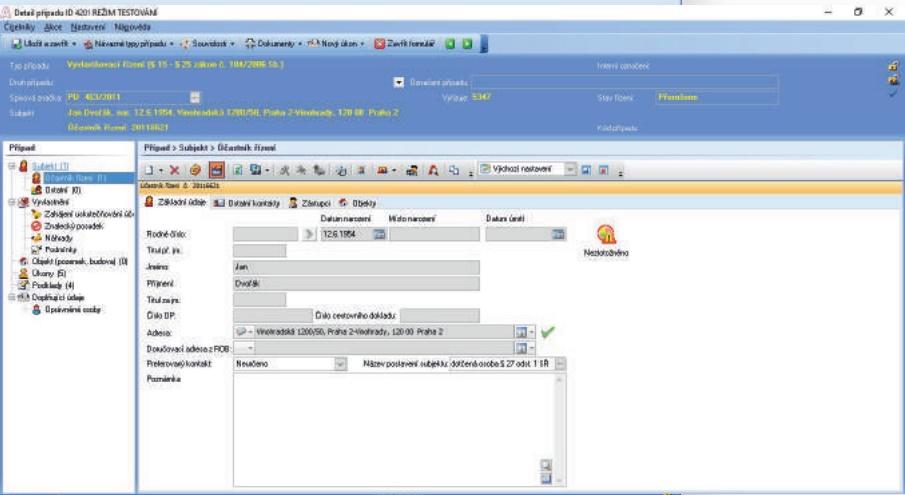 Detail případu ID 4201 REŽIM TESTOVÁNÍ
Číselníky Akce Nastavení Nápověda
Uložit a zavřít Návazné typy případu Souvislosti Dokumenty Nový úkon Zavřít formulář
Typ případu Vyvlastňovací řízení (§ 15 - § 25 zákon č. 184/2006 Sb.) Interní označení
Druh případu Označení případu
Spisová značka PD 463/2011 Vyřizuje 5347 Stav řízení Přerušeno
Subjekt Jan Dvořák, nar. 12.6.1954, Vinohradská 1200/50, Praha 2-Vinohrady, 120 00 Praha 2
Účastník řízení 20116621 Kód případu
Případ
Případ > Subjekt > Účastník řízení
Subjekt (1)
Účastník řízení (1)
Ostatní (0)
Vyvlastnění
Zahájení uskutečňování úč
Znalecký posudek
Náhrady
Podmínky
Objekt (pozemek, budova) (0)
Úkony (5)
Podklady (4)
Doplňující údaje
Oprávněné osoby
Výchozí nastavení
Účastník řízení č. 20116621
Základní údaje Ostatní kontakty Zástupci Objekty
Datum narození Místo narození Datum úmrtí
Rodné číslo: 12.6.1954
Neztotožněno
Titul př. jm.:
Jméno: Jan
Příjmení: Dvořák
Titul za jm.:
Číslo OP: Číslo cestovního dokladu:
Adresa: Vinohradská 1200/50, Praha 2-Vinohrady, 120 00 Praha 2
Doručovací adresa z ROB:
Preferovaný kontakt: Neurčeno Název postavení subjektu: dotčená osoba § 27 odst. 1 SŘ
Poznámka